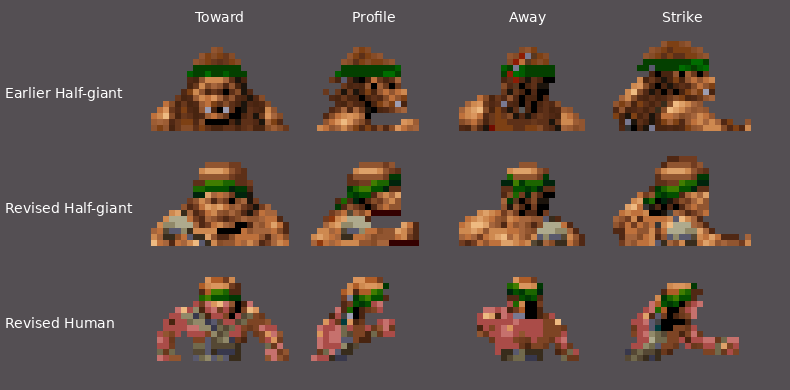 Toward Profile Away Strike
Earlier Half-giant
Revised Half-giant
Revised Human